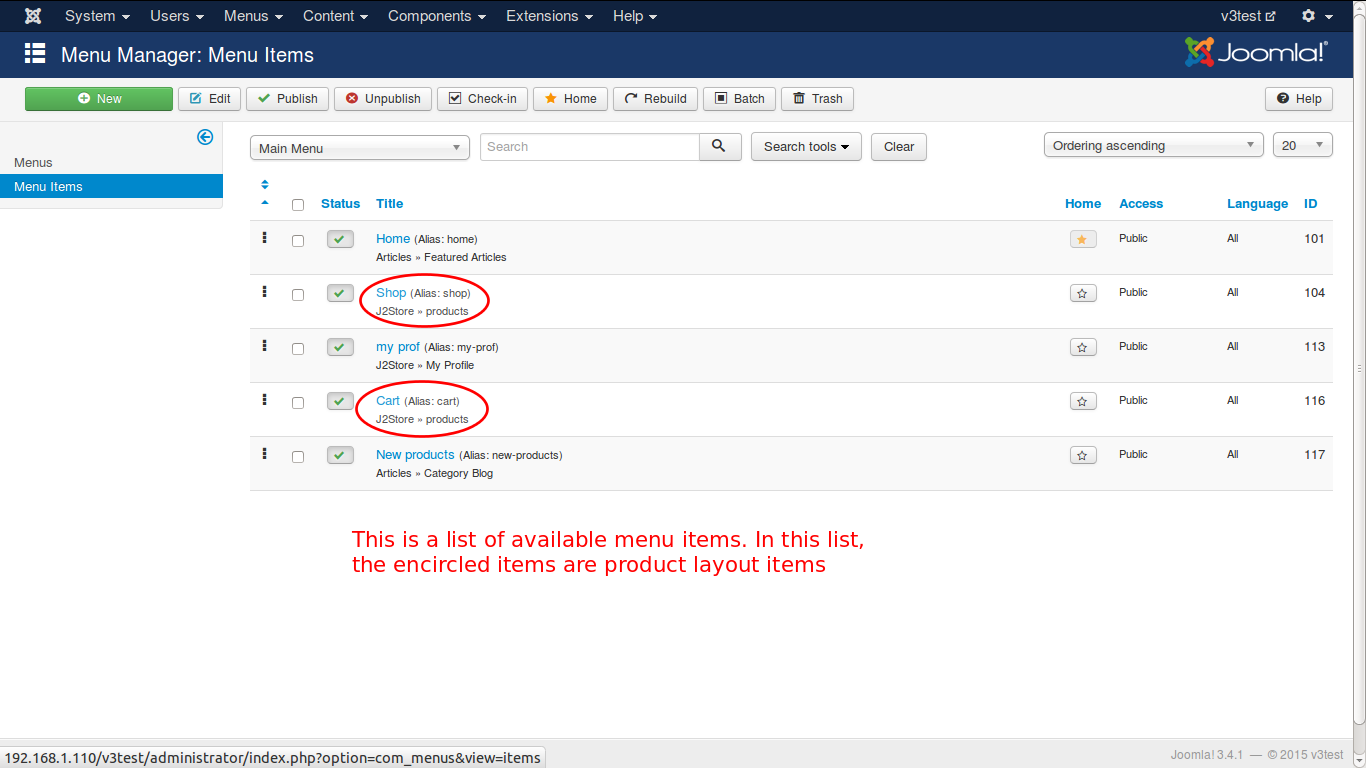 System Users Menus Content Components Extensions Help v3test
Menu Manager: Menu Items Joomla!®
New Edit Publish Unpublish Check-in Home Rebuild Batch Trash Help
Menus
Menu Items
Main Menu Search Search tools Clear Ordering ascending 20
Status Title Home Access Language ID
Home (Alias: home) Public All 101
Articles » Featured Articles
Shop (Alias: shop) Public All 104
J2Store » products
my prof (Alias: my-prof) Public All 113
J2Store » My Profile
Cart (Alias: cart) Public All 116
J2Store » products
New products (Alias: new-products) Public All 117
Articles » Category Blog
This is a list of available menu items. In this list,
the encircled items are product layout items
192.168.1.110/v3test/administrator/index.php?option=com_menus&view=items
Joomla! 3.4.1 — © 2015 v3test